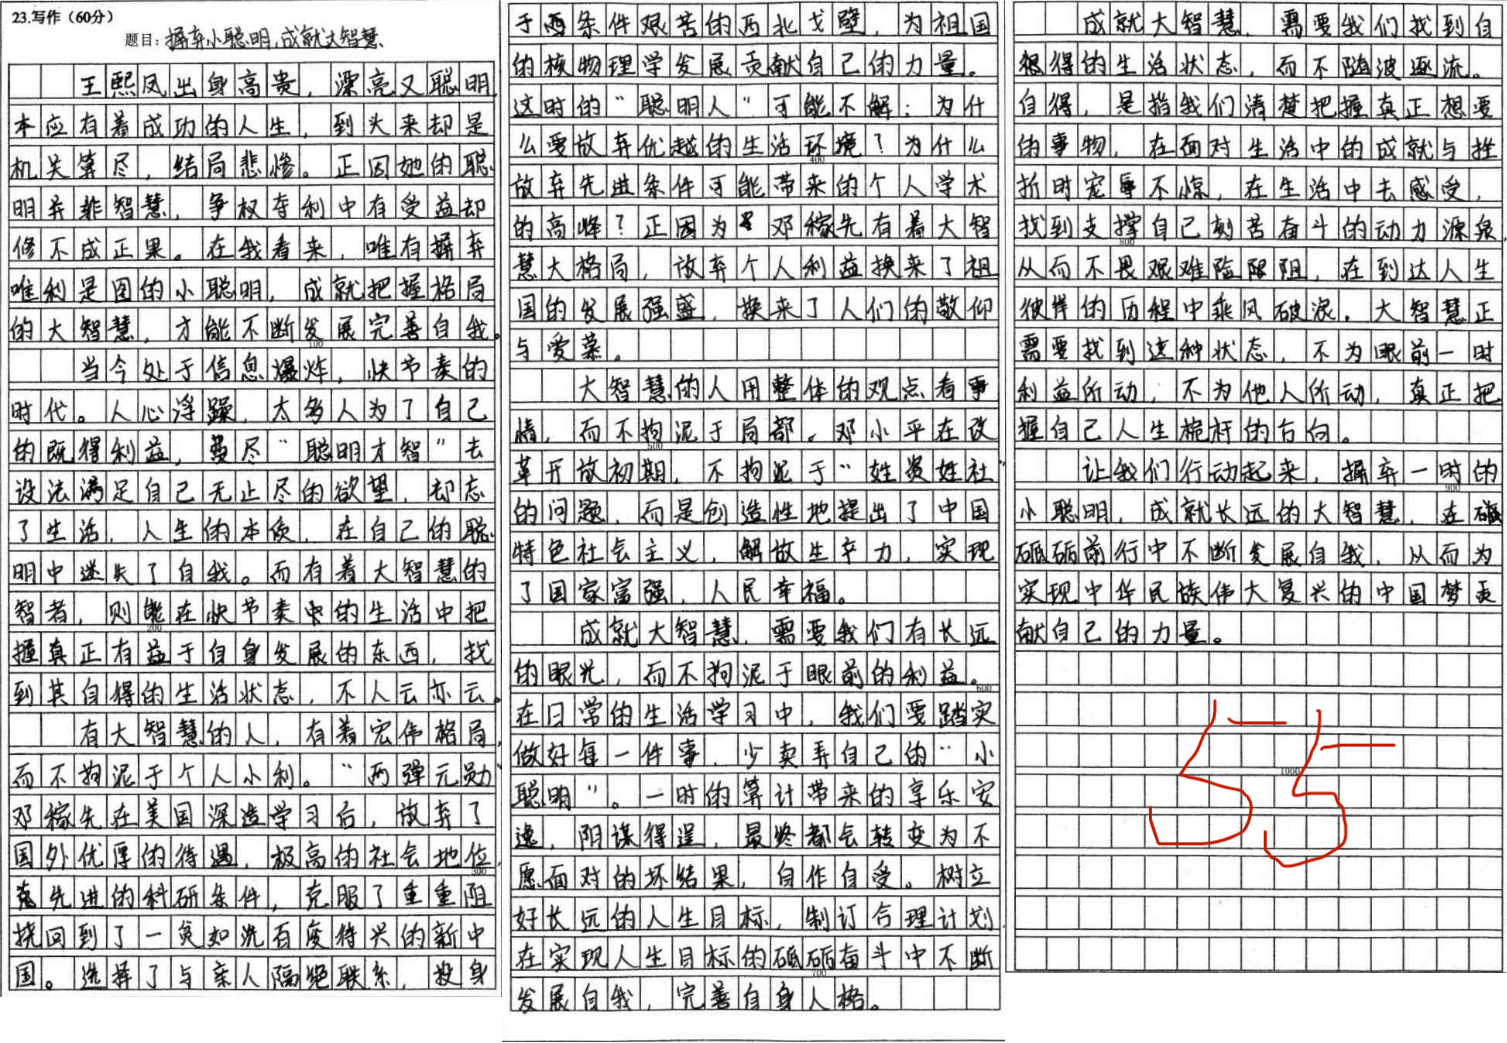 23.写作（60分）
题目：摒弃小聪明,成就大智慧
王熙凤出身高贵，漂亮又聪明,
本应有着成功的人生，到头来却是
机关算尽，结局悲惨。正因她的聪
明并非智慧，争权夺利中有受益却
修不成正果。在我看来，唯有摒弃
唯利是图的小聪明，成就把握格局
的大智慧，才能不断发展完善自我。
100
当今处于信息爆炸，快节奏的
时代。人心浮躁，太多人为了自己
的既得利益，费尽“聪明才智”去
设法满足自己无止尽的欲望，却忘
了生活，人生的本质，在自己的聪
明中迷失了自我。而有着大智慧的
智者，则能在快节奏中的生活中把
200
握真正有益于自身发展的东西，找
到其自得的生活状态，不人云亦云。
有大智慧的人，有着宏伟格局,
而不拘泥于个人小利。“两弹元勋”
邓稼先在美国深造学习后，放弃了
国外优厚的待遇，极高的社会地位,
300
先进的科研条件，克服了重重阻
挠回到了一贫如洗百废待兴的新中
国。选择了与亲人隔绝联系，投身
于条件艰苦的西北戈壁，为祖国
的核物理学发展贡献自己的力量。
这时的“聪明人”可能不解：为什
么要放弃优越的生活环境？为什么
400
放弃先进条件可能带来的个人学术
的高峰？正因为邓稼先有着大智
慧大格局，放弃个人利益换来了祖
国的发展强盛，换来了人们的敬仰
与爱慕。
大智慧的人用整体的观点看事
情，而不拘泥于局部。邓小平在改
500
革开放初期，不拘泥于“姓资姓社”
的问题，而是创造性地提出了中国
特色社会主义，解放生产力，实现
了国家富强，人民幸福。
成就大智慧，需要我们有长远
的眼光，而不拘泥于眼前的利益。
600
在日常的生活学习中，我们要踏实
做好每一件事，少卖弄自己的“小
聪明”。一时的算计带来的享乐安
逸，阴谋得逞，最终都会转变为不
愿面对的坏结果，自作自受。树立
好长远的人生目标，制订合理计划,
在实现人生目标的砥砺奋斗中不断
700
发展自我，完善自身人格。
成就大智慧，需要我们找到自
想得的生活状态，而不随波逐流。
自得，是指我们清楚把握真正想要
的事物，在面对生活中的成就与挫
折时宠辱不惊，在生活中去感受，
找到支撑自己刻苦奋斗的动力源泉,
800
从而不畏艰难险阻，在到达人生
彼岸的历程中乘风破浪。大智慧正
需要找到这种状态，不为眼前一时
利益所动，不为他人所动，真正把
握自己人生桅杆的方向。
让我们行动起来，摒弃一时的
900
小聪明，成就长远的大智慧，在
砥砺前行中不断发展自我，从而为
实现中华民族伟大复兴的中国梦贡
献自己的力量。
55
1000